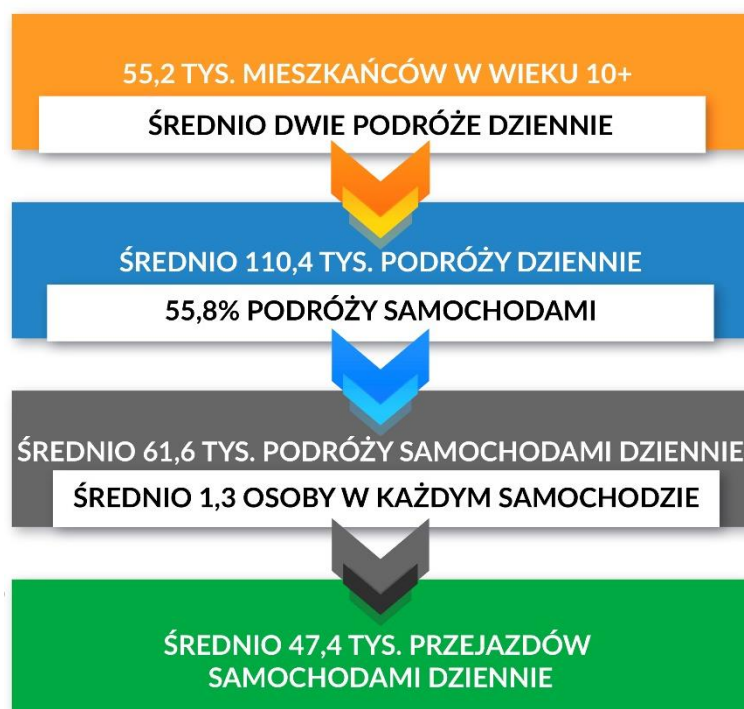 55,2 TYS. MIESZKAŃCÓW W WIEKU 10+
ŚREDNIO DWIE PODRÓŻE DZIENNIE
ŚREDNIO 110,4 TYS. PODRÓŻY DZIENNIE
55,8% PODRÓŻY SAMOCHODAMI
ŚREDNIO 61,6 TYS. PODRÓŻY SAMOCHODAMI DZIENNIE
ŚREDNIO 1,3 OSOBY W KAŻDYM SAMOCHODZIE
ŚREDNIO 47,4 TYS. PRZEJAZDÓW
SAMOCHODAMI DZIENNIE